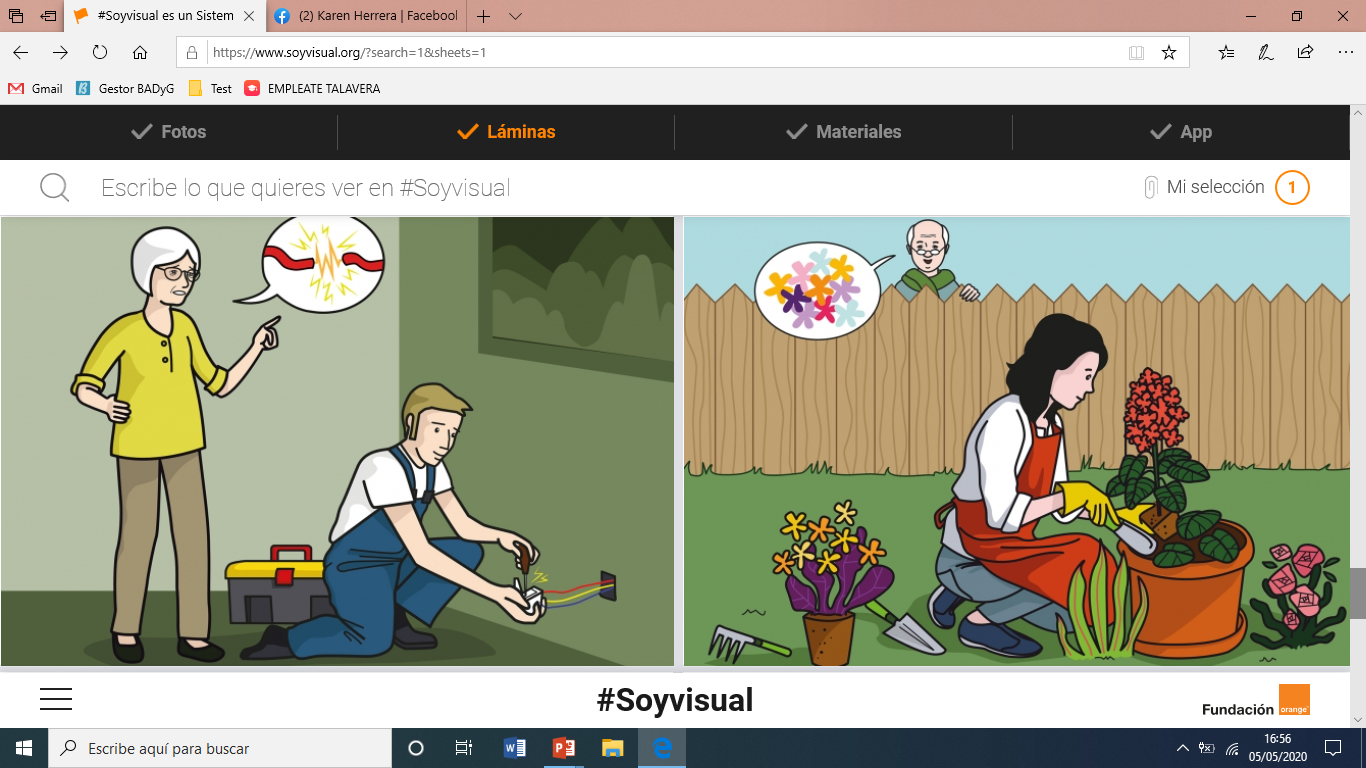 #Soyvisual es un Sistem
(2) Karen Herrera | Facebool
https://www.soyvisual.org/?search=1&sheets=1
Gmail
Gestor BADyG
Test
EMPLEATE TALAVERA
Fotos
Láminas
Materiales
App
Escribe lo que quieres ver en #Soyvisual
Mi selección 1
#Soyvisual
Fundación orange
Escribe aquí para buscar
16:56
05/05/2020